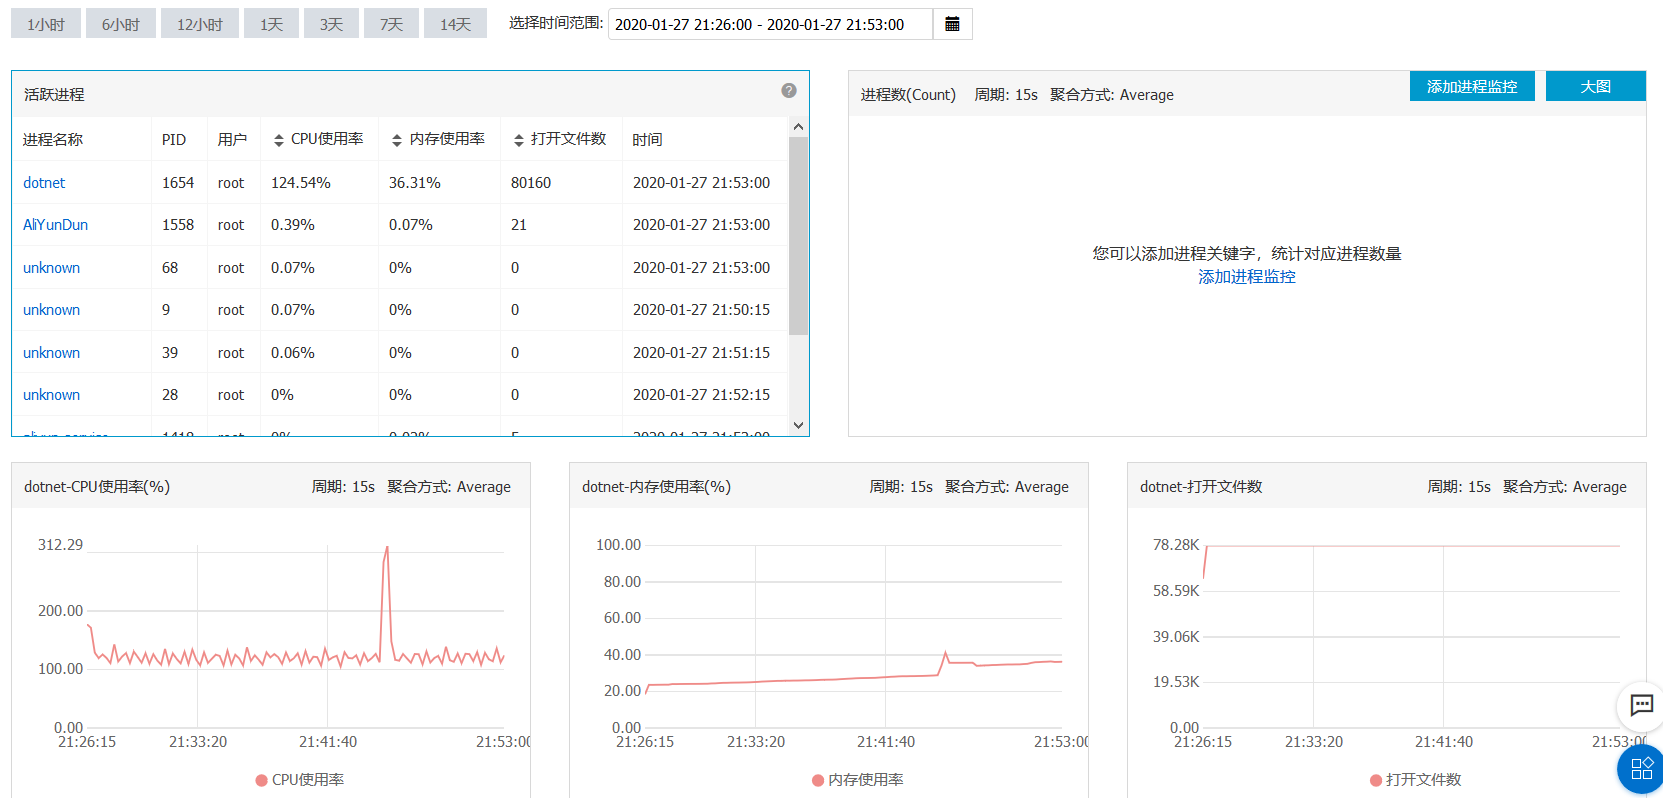 1小时 6小时 12小时 1天 3天 7天 14天 选择时间范围: 2020-01-27 21:26:00 - 2020-01-27 21:53:00
活跃进程
进程名称 PID 用户 CPU使用率 内存使用率 打开文件数 时间
dotnet 1654 root 124.54% 36.31% 80160 2020-01-27 21:53:00
AliYunDun 1558 root 0.39% 0.07% 21 2020-01-27 21:53:00
unknown 68 root 0.07% 0% 0 2020-01-27 21:53:00
unknown 9 root 0.07% 0% 0 2020-01-27 21:50:15
unknown 39 root 0.06% 0% 0 2020-01-27 21:51:15
unknown 28 root 0% 0% 0 2020-01-27 21:52:15
进程数(Count) 周期: 15s 聚合方式: Average 添加进程监控 大图
您可以添加进程关键字，统计对应进程数量
添加进程监控
dotnet-CPU使用率(%) 周期: 15s 聚合方式: Average
312.29
200.00
100.00
0.00
21:26:15 21:33:20 21:41:40 21:53:00
CPU使用率
dotnet-内存使用率(%) 周期: 15s 聚合方式: Average
100.00
80.00
60.00
40.00
20.00
0.00
21:26:15 21:33:20 21:41:40 21:53:00
内存使用率
dotnet-打开文件数 周期: 15s 聚合方式: Average
78.28K
58.59K
39.06K
19.53K
0.00
21:26:15 21:33:20 21:41:40 21:53:00
打开文件数